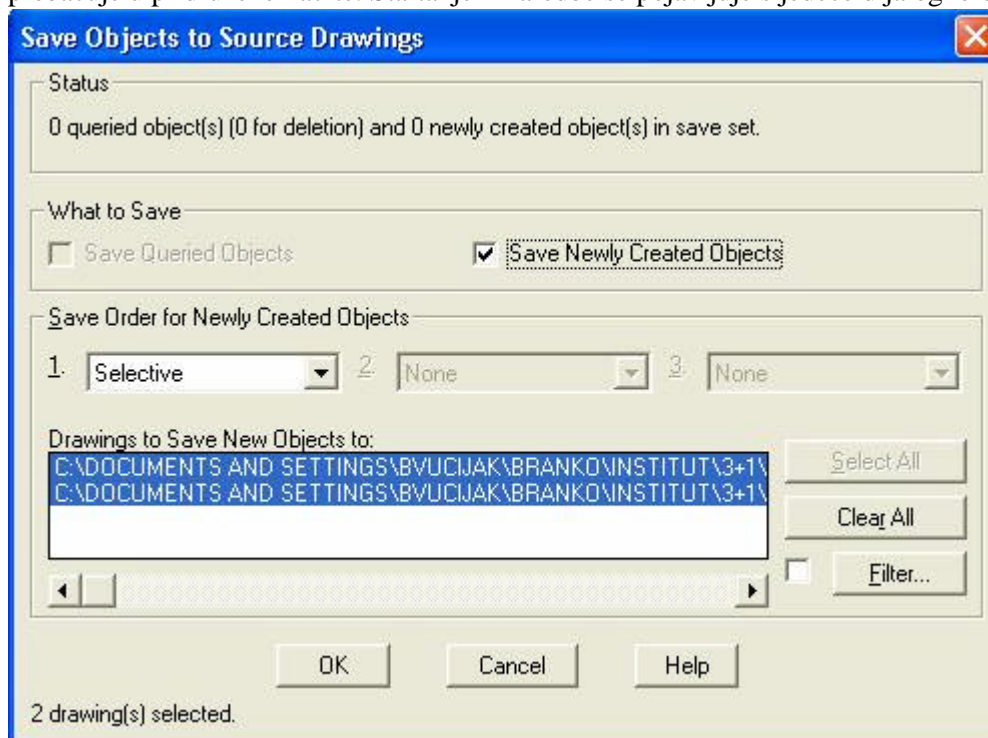 Save Objects to Source Drawings
Status
0 queried object(s) (0 for deletion) and 0 newly created object(s) in save set.
What to Save
Save Queried Objects
Save Newly Created Objects
Save Order for Newly Created Objects
1. Selective 2. None 3. None
Drawings to Save New Objects to:
C:\DOCUMENTS AND SETTINGS\BVUCIJAK\BRANKO\INSTITUT\3+1\
C:\DOCUMENTS AND SETTINGS\BVUCIJAK\BRANKO\INSTITUT\3+1\
Select All
Clear All
Filter...
OK Cancel Help
2 drawing(s) selected.